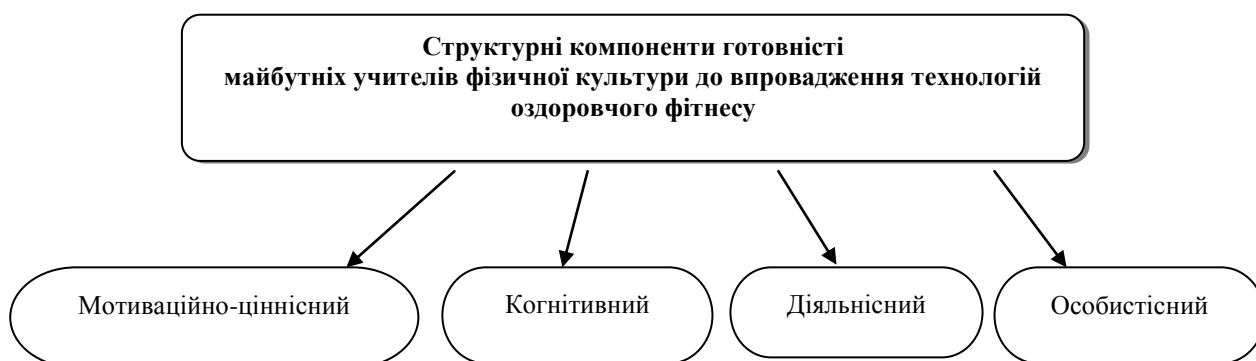 Структурні компоненти готовністі
майбутніх учителів фізичної культури до впровадження технологій
оздоровчого фітнесу
Мотиваційно-ціннісний
Когнітивний
Діяльнісний
Особистісний